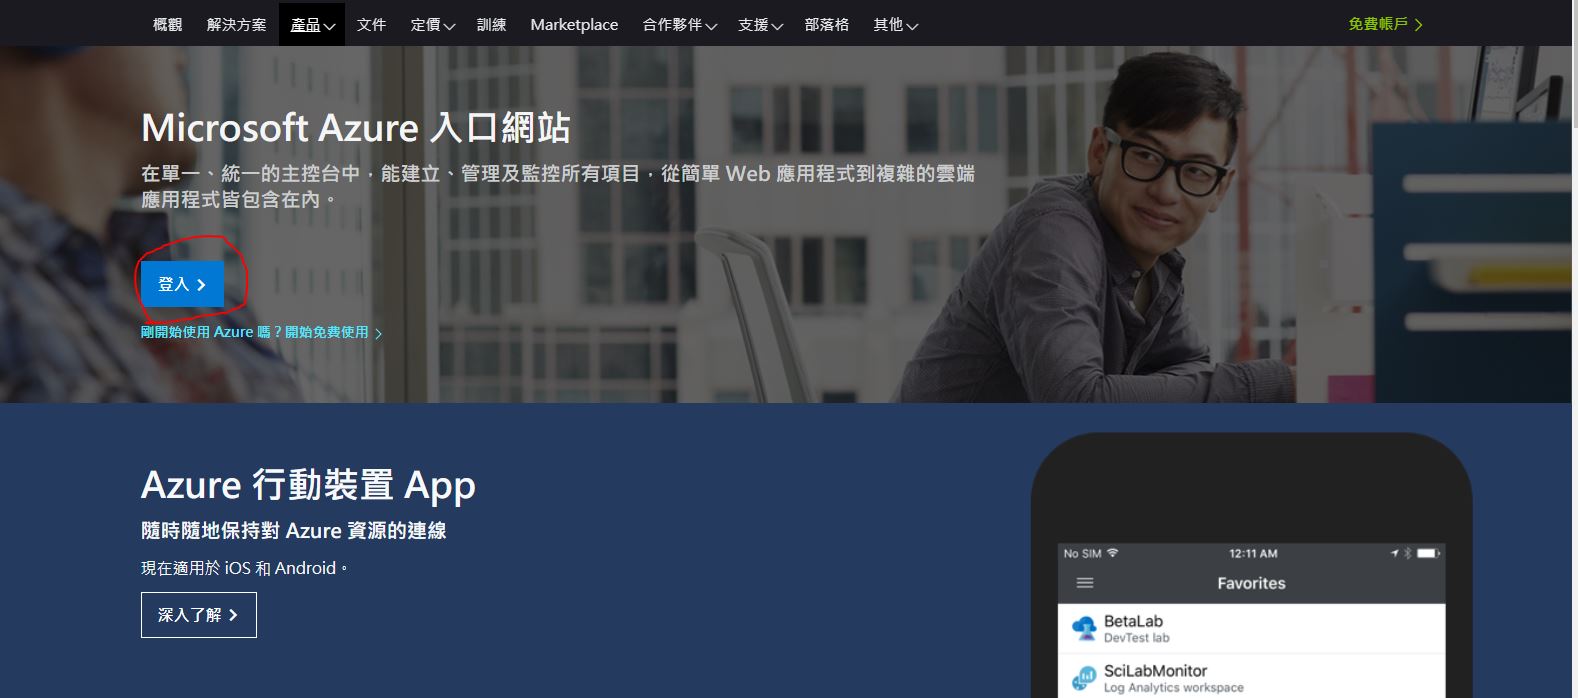 概觀 解決方案 產品 文件 定價 訓練 Marketplace 合作夥伴 支援 部落格 其他 免費帳戶
Microsoft Azure 入口網站
在單一、統一的主控台中，能建立、管理及監控所有項目，從簡單 Web 應用程式到複雜的雲端
應用程式皆包含在內。
登入
剛開始使用 Azure 嗎？開始免費使用
Azure 行動裝置 App
隨時隨地保持對 Azure 資源的連線
現在適用於 iOS 和 Android。
深入了解
No SIM 12:11 AM
Favorites
BetaLab
DevTest lab
SciLabMonitor
Log Analytics workspace